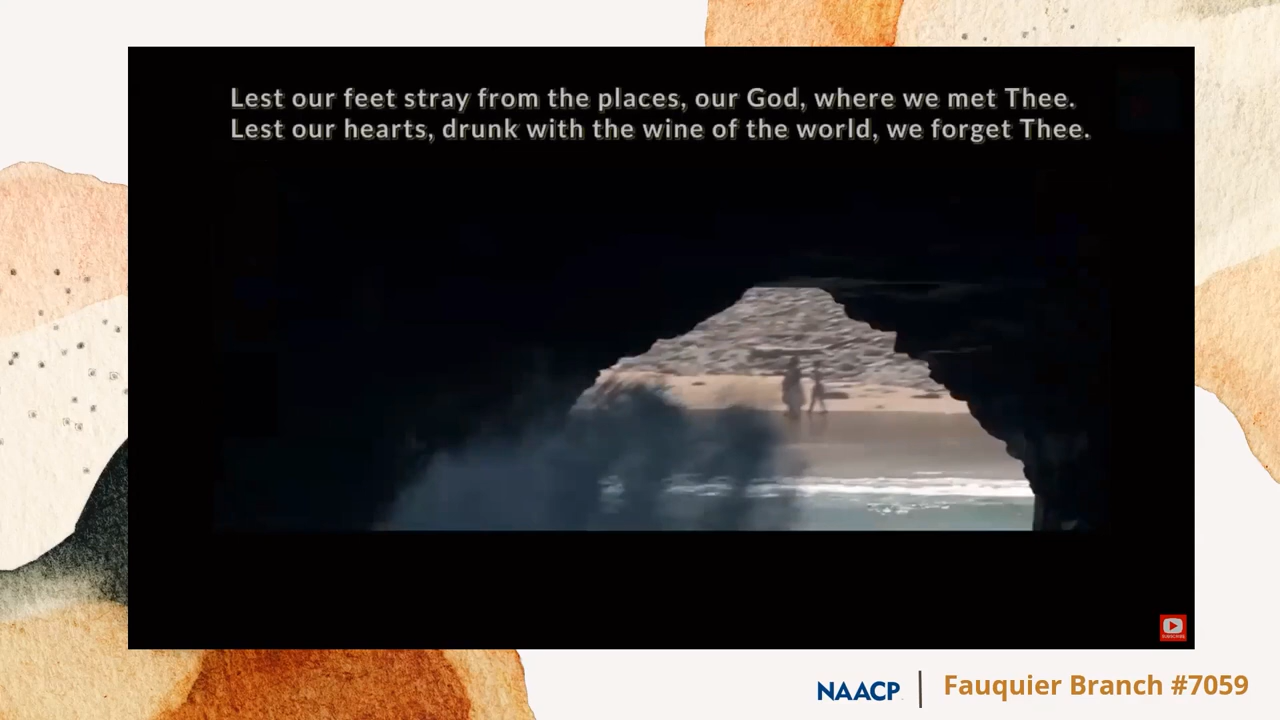 Lest our feet stray from the places, our God, where we met Thee.
Lest our hearts, drunk with the wine of the world, we forget Thee.
SUBSCRIBE
NAACP
Fauquier Branch #7059